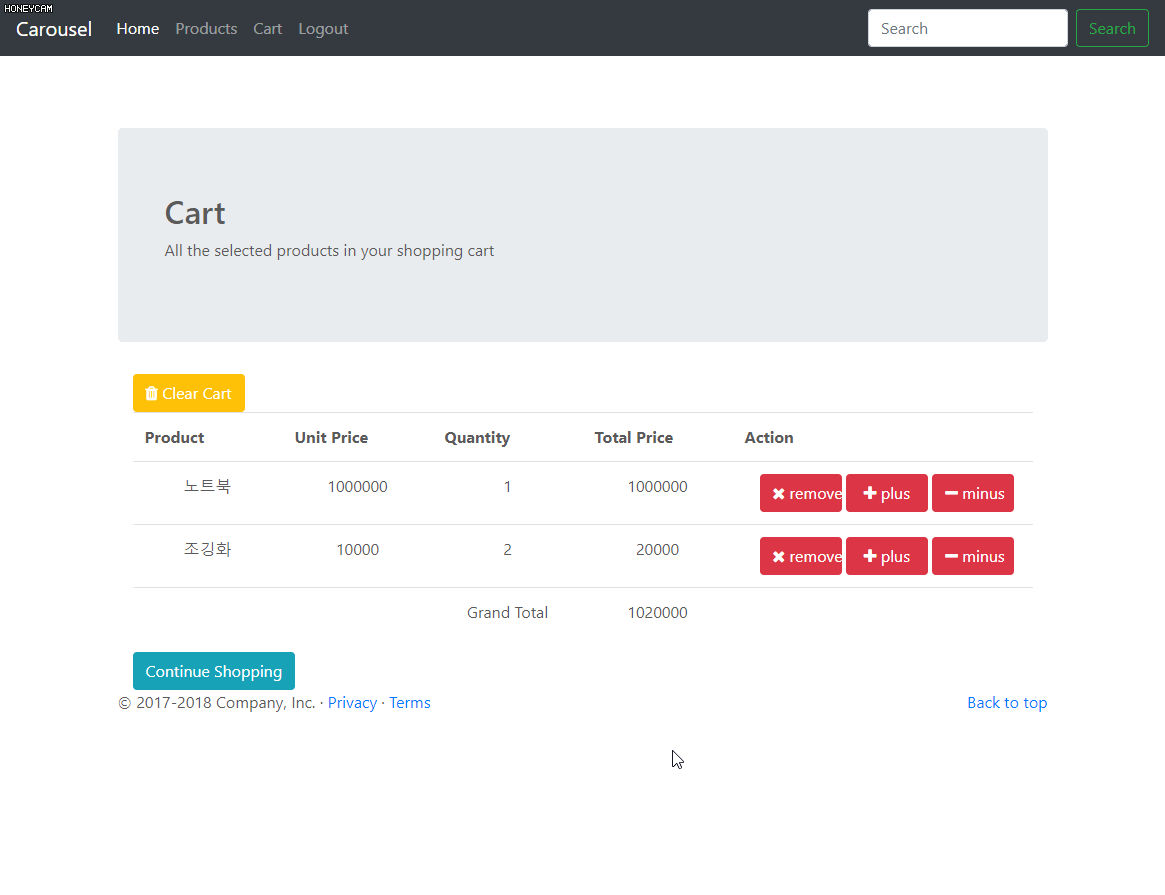 HONEYCAM
Carousel Home Products Cart Logout Search Search
Cart
All the selected products in your shopping cart
Clear Cart
Product Unit Price Quantity Total Price Action
노트북 1000000 1 1000000 remove plus minus
조깅화 10000 2 20000 remove plus minus
Grand Total 1020000
Continue Shopping
© 2017-2018 Company, Inc. · Privacy · Terms Back to top